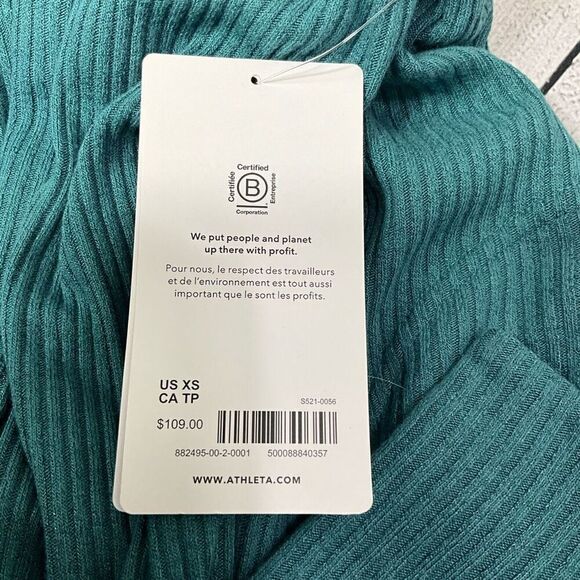 Certified
Certifiée
B
Entreprise
Corporation
We put people and planet
up there with profit.
Pour nous, le respect des travailleurs
et de l'environnement est tout aussi
important que le sont les profits.
US XS
CA TP
S521-0056
$109.00
882495-00-2-0001 500088840357
WWW.ATHLETA.COM